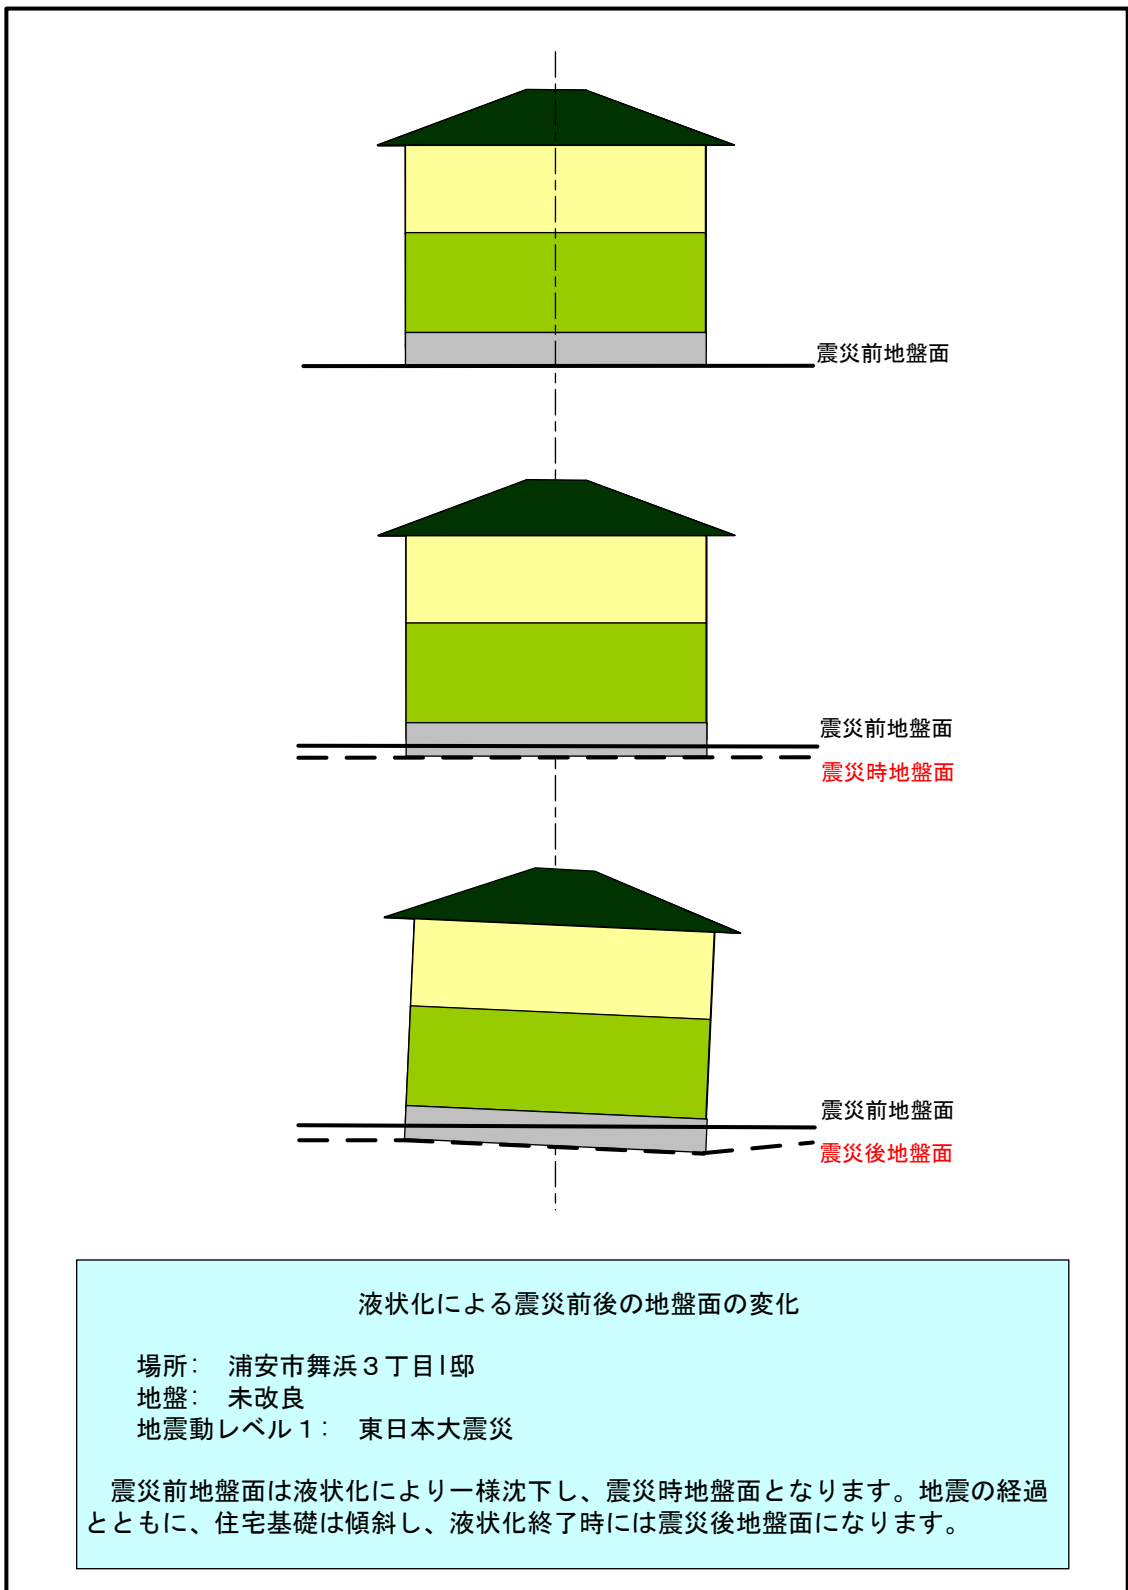 震災前地盤面
震災前地盤面
震災時地盤面
震災前地盤面
震災後地盤面
液状化による震災前後の地盤面の変化
場所：　浦安市舞浜３丁目I邸
地盤：　未改良
地震動レベル１：　東日本大震災
　震災前地盤面は液状化により一様沈下し、震災時地盤面となります。地震の経過
とともに、住宅基礎は傾斜し、液状化終了時には震災後地盤面になります。